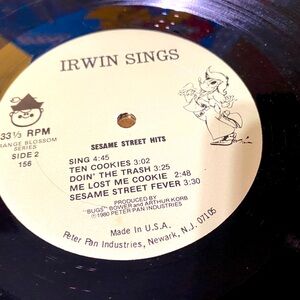 IRWIN SINGS
33⅓ RPM
RANGE BLOSSOM
SERIES
SIDE 2
156
SESAME STREET HITS
SING 4:45
TEN COOKIES 3:02
DOIN' THE TRASH 3:25
ME LOST ME COOKIE 2:48
SESAME STREET FEVER 3:30
PRODUCED BY
"BUGS" BOWER and ARTHUR KORB
©1980 PETER PAN INDUSTRIES
Made in U.S.A.
Peter Pan Industries, Newark, N.J. 07105